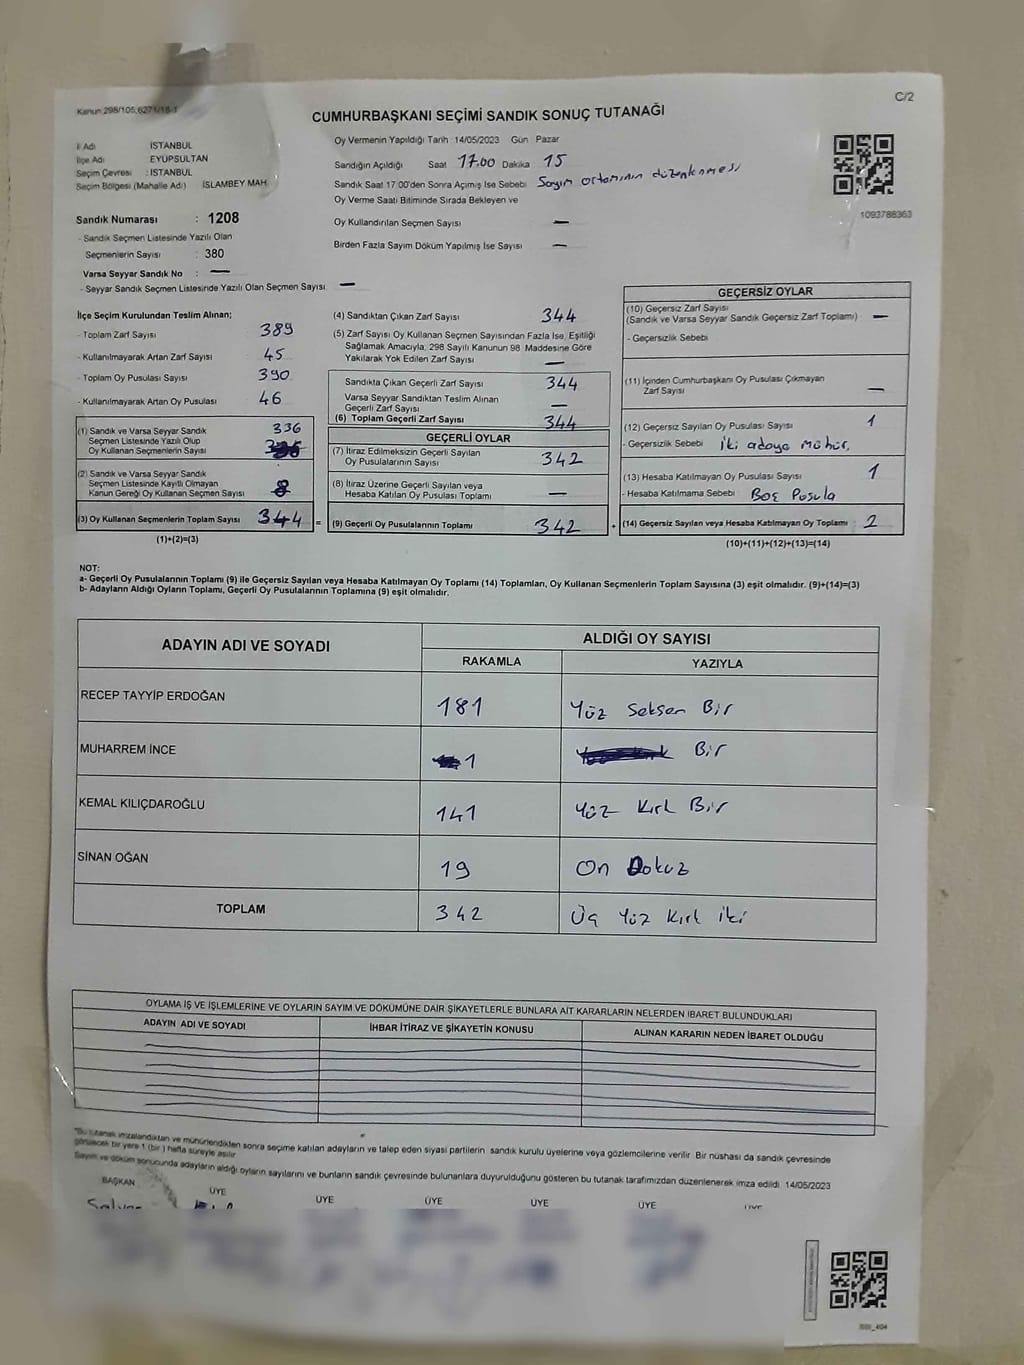 Kanun 298/105,6271/18-1
C/2
CUMHURBAŞKANI SEÇİMİ SANDIK SONUÇ TUTANAĞI
İl Adı İSTANBUL
İlçe Adı EYÜPSULTAN
Seçim Çevresi : İSTANBUL
Seçim Bölgesi (Mahalle Adı) İSLAMBEY MAH.
Sandık Numarası : 1208
- Sandık Seçmen Listesinde Yazılı Olan
Seçmenlerin Sayısı : 380
Varsa Seyyar Sandık No : —
- Seyyar Sandık Seçmen Listesinde Yazılı Olan Seçmen Sayısı —
Oy Vermenin Yapıldığı Tarih 14/05/2023 Gün Pazar
Sandığın Açıldığı Saat 17.00 Dakika 15
Sandık Saat 17:00'den Sonra Açımış İse Sebebi Sayım ortamının düzenlenmesi
Oy Verme Saati Bitiminde Sırada Bekleyen ve
Oy Kullandırılan Seçmen Sayısı —
Birden Fazla Sayım Döküm Yapılmış İse Sayısı —
1093788363
İlçe Seçim Kurulundan Teslim Alınan;
- Toplam Zarf Sayısı 389
- Kullanılmayarak Artan Zarf Sayısı 45
- Toplam Oy Pusulası Sayısı 390
- Kullanılmayarak Artan Oy Pusulası 46
(1) Sandık ve Varsa Seyyar Sandık 336
Seçmen Listesinde Yazılı Olup
Oy Kullanan Seçmenlerin Sayısı
(2) Sandık ve Varsa Seyyar Sandık
Seçmen Listesinde Kayıtlı Olmayan
Kanun Gereği Oy Kullanan Seçmen Sayısı 8
(3) Oy Kullanan Seçmenlerin Toplam Sayısı 344 =
(1)+(2)=(3)
(4) Sandıktan Çıkan Zarf Sayısı 344
(5) Zarf Sayısı Oy Kullanan Seçmen Sayısından Fazla İse, Eşitliği
Sağlamak Amacıyla, 298 Sayılı Kanunun 98. Maddesine Göre
Yakılarak Yok Edilen Zarf Sayısı —
Sandıkta Çıkan Geçerli Zarf Sayısı 344
Varsa Seyyar Sandıktan Teslim Alınan
Geçerli Zarf Sayısı —
(6) Toplam Geçerli Zarf Sayısı 344
GEÇERLİ OYLAR
(7) İtiraz Edilmeksizin Geçerli Sayılan
Oy Pusulalarının Sayısı 342
(8) İtiraz Üzerine Geçerli Sayılan veya
Hesaba Katılan Oy Pusulası Toplamı —
(9) Geçerli Oy Pusulalarının Toplamı 342 +
GEÇERSİZ OYLAR
(10) Geçersiz Zarf Sayısı
(Sandık ve Varsa Seyyar Sandık Geçersiz Zarf Toplamı) —
- Geçersizlik Sebebi
(11) İçinden Cumhurbaşkanı Oy Pusulası Çıkmayan
Zarf Sayısı —
(12) Geçersiz Sayılan Oy Pusulası Sayısı 1
- Geçersizlik Sebebi İki adaya mühür.
(13) Hesaba Katılmayan Oy Pusulası Sayısı 1
- Hesaba Katılmama Sebebi Boş Pusula
(14) Geçersiz Sayılan veya Hesaba Katılmayan Oy Toplamı 2
(10)+(11)+(12)+(13)=(14)
NOT:
a- Geçerli Oy Pusulalarının Toplamı (9) ile Geçersiz Sayılan veya Hesaba Katılmayan Oy Toplamı (14) Toplamları, Oy Kullanan Seçmenlerin Toplam Sayısına (3) eşit olmalıdır. (9)+(14)=(3)
b- Adayların Aldığı Oyların Toplamı, Geçerli Oy Pusulalarının Toplamına (9) eşit olmalıdır.
ADAYIN ADI VE SOYADI
ALDIĞI OY SAYISI
RAKAMLA YAZIYLA
RECEP TAYYİP ERDOĞAN 181 Yüz Seksen Bir
MUHARREM İNCE 1 Bir
KEMAL KILIÇDAROĞLU 141 Yüz Kırk Bir
SİNAN OĞAN 19 On Dokuz
TOPLAM 342 Üç Yüz Kırk İki
OYLAMA İŞ VE İŞLEMLERİNE VE OYLARIN SAYIM VE DÖKÜMÜNE DAİR ŞİKAYETLERLE BUNLARA AİT KARARLARIN NELERDEN İBARET BULUNDUKLARI
ADAYIN ADI VE SOYADI İHBAR İTİRAZ VE ŞİKAYETİN KONUSU ALINAN KARARIN NEDEN İBARET OLDUĞU
*Bu tutanak imzalandıktan ve mühürlendikten sonra seçime katılan adayların ve talep eden siyasi partilerin sandık kurulu üyelerine veya gözlemcilerine verilir. Bir nüshası da sandık çevresinde
görülecek bir yere 1 (bir) hafta süreyle asılır.
Sayım ve döküm sonucunda adayların aldığı oyların sayılarını ve bunların sandık çevresinde bulunanlara duyurulduğunu gösteren bu tutanak tarafımızdan düzenlenerek imza edildi. 14/05/2023
BAŞKAN ÜYE ÜYE ÜYE ÜYE ÜYE ÜYE